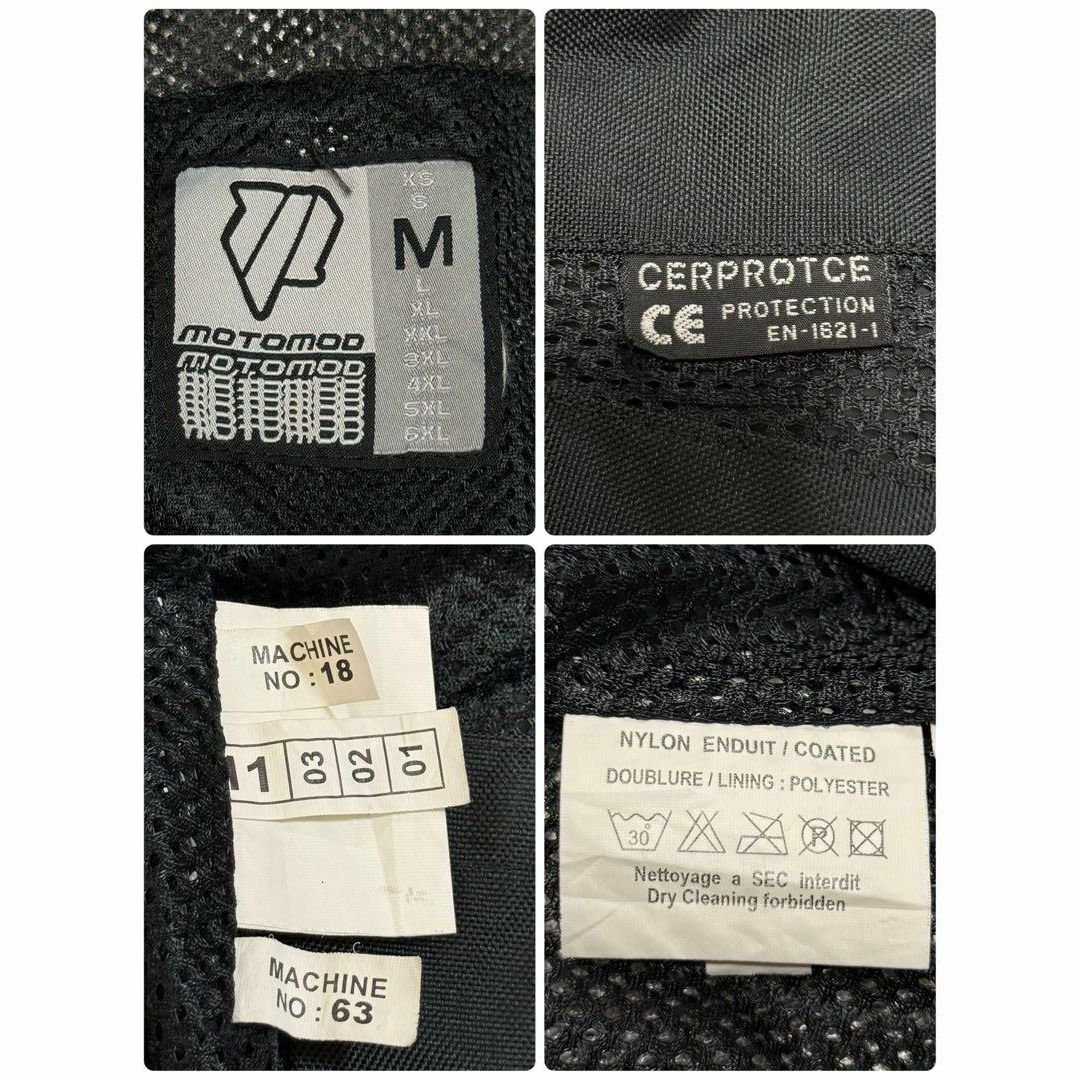 XS
S
M
L
XL
XXL
3XL
4XL
5XL
6XL
MOTOMOD
MOTOMOD
CERPROTCE
CE PROTECTION
EN-1621-1
MACHINE
NO : 18
11 03 02 01
MACHINE
NO : 63
NYLON ENDUIT / COATED
DOUBLURE / LINING : POLYESTER
30°
P
Nettoyage a SEC interdit
Dry Cleaning forbidden